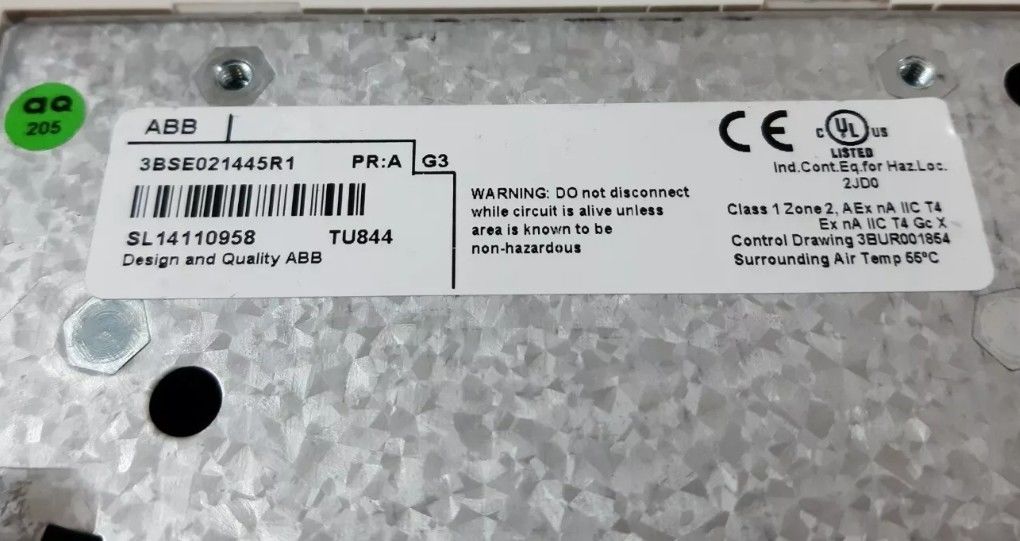 aQ
205
ABB
3BSE021445R1 PR:A G3
SL14110958 TU844
Design and Quality ABB
WARNING: DO not disconnect
while circuit is alive unless
area is known to be
non-hazardous
CE
c UL US
LISTED
Ind.Cont.Eq.for Haz.Loc.
2JD0
Class 1 Zone 2, AEx nA IIC T4
Ex nA IIC T4 Gc X
Control Drawing 3BUR001854
Surrounding Air Temp 55°C